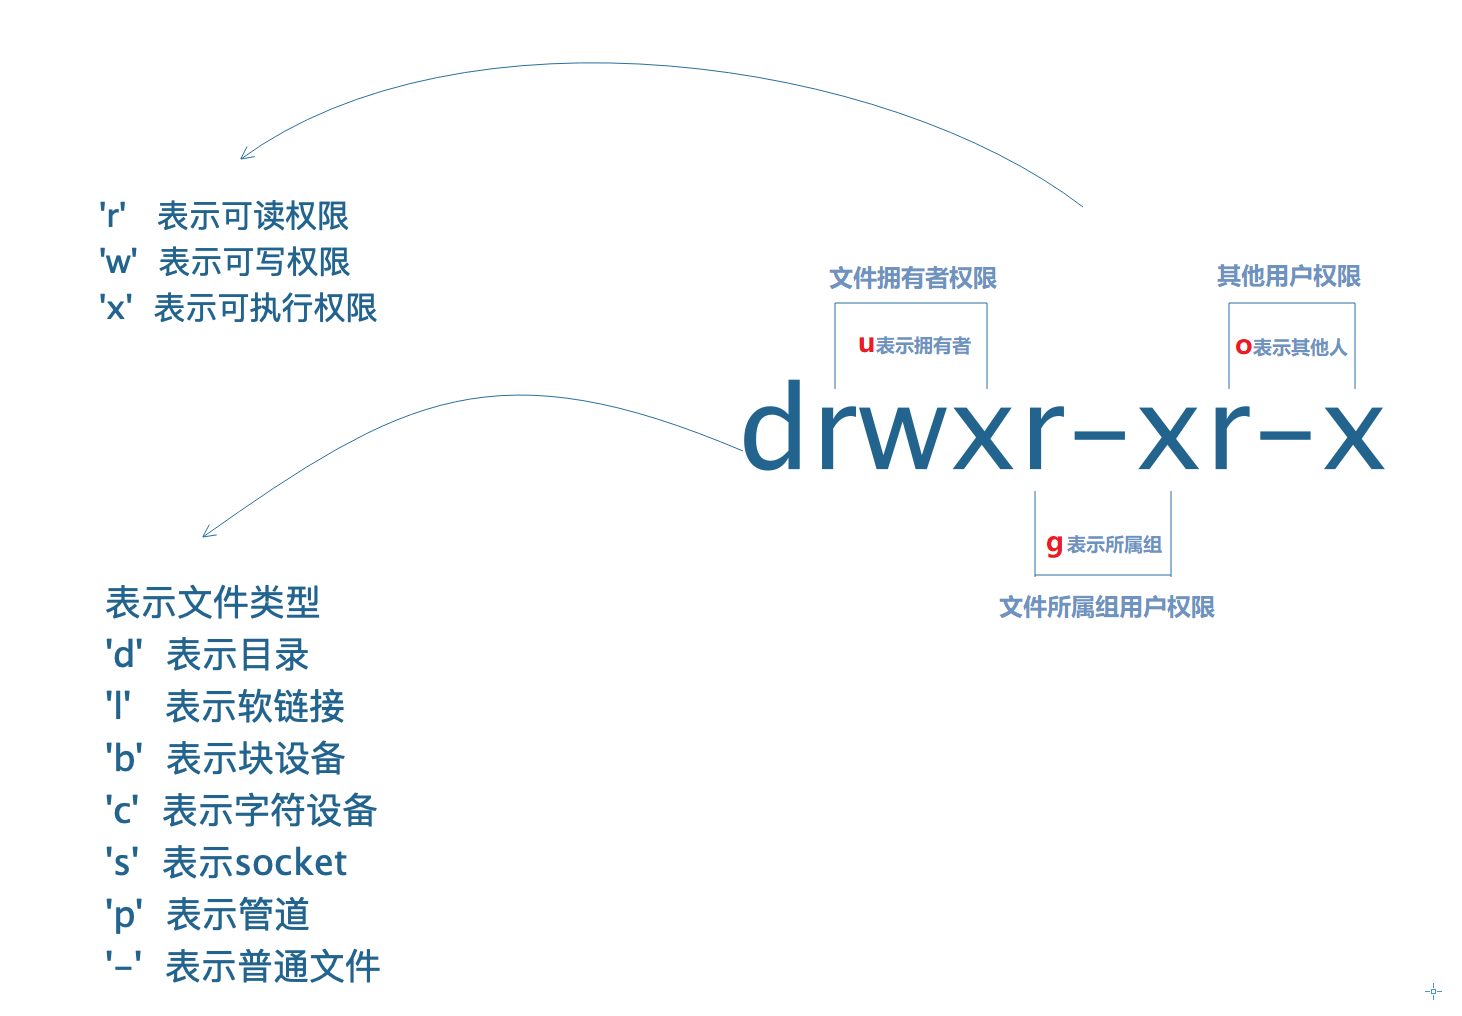 'r' 表示可读权限
'w' 表示可写权限
'x' 表示可执行权限
文件拥有者权限
其他用户权限
u表示拥有者
o表示其他人
drwxr-xr-x
g表示所属组
文件所属组用户权限
表示文件类型
'd' 表示目录
'l' 表示软链接
'b' 表示块设备
'c' 表示字符设备
's' 表示socket
'p' 表示管道
'-' 表示普通文件